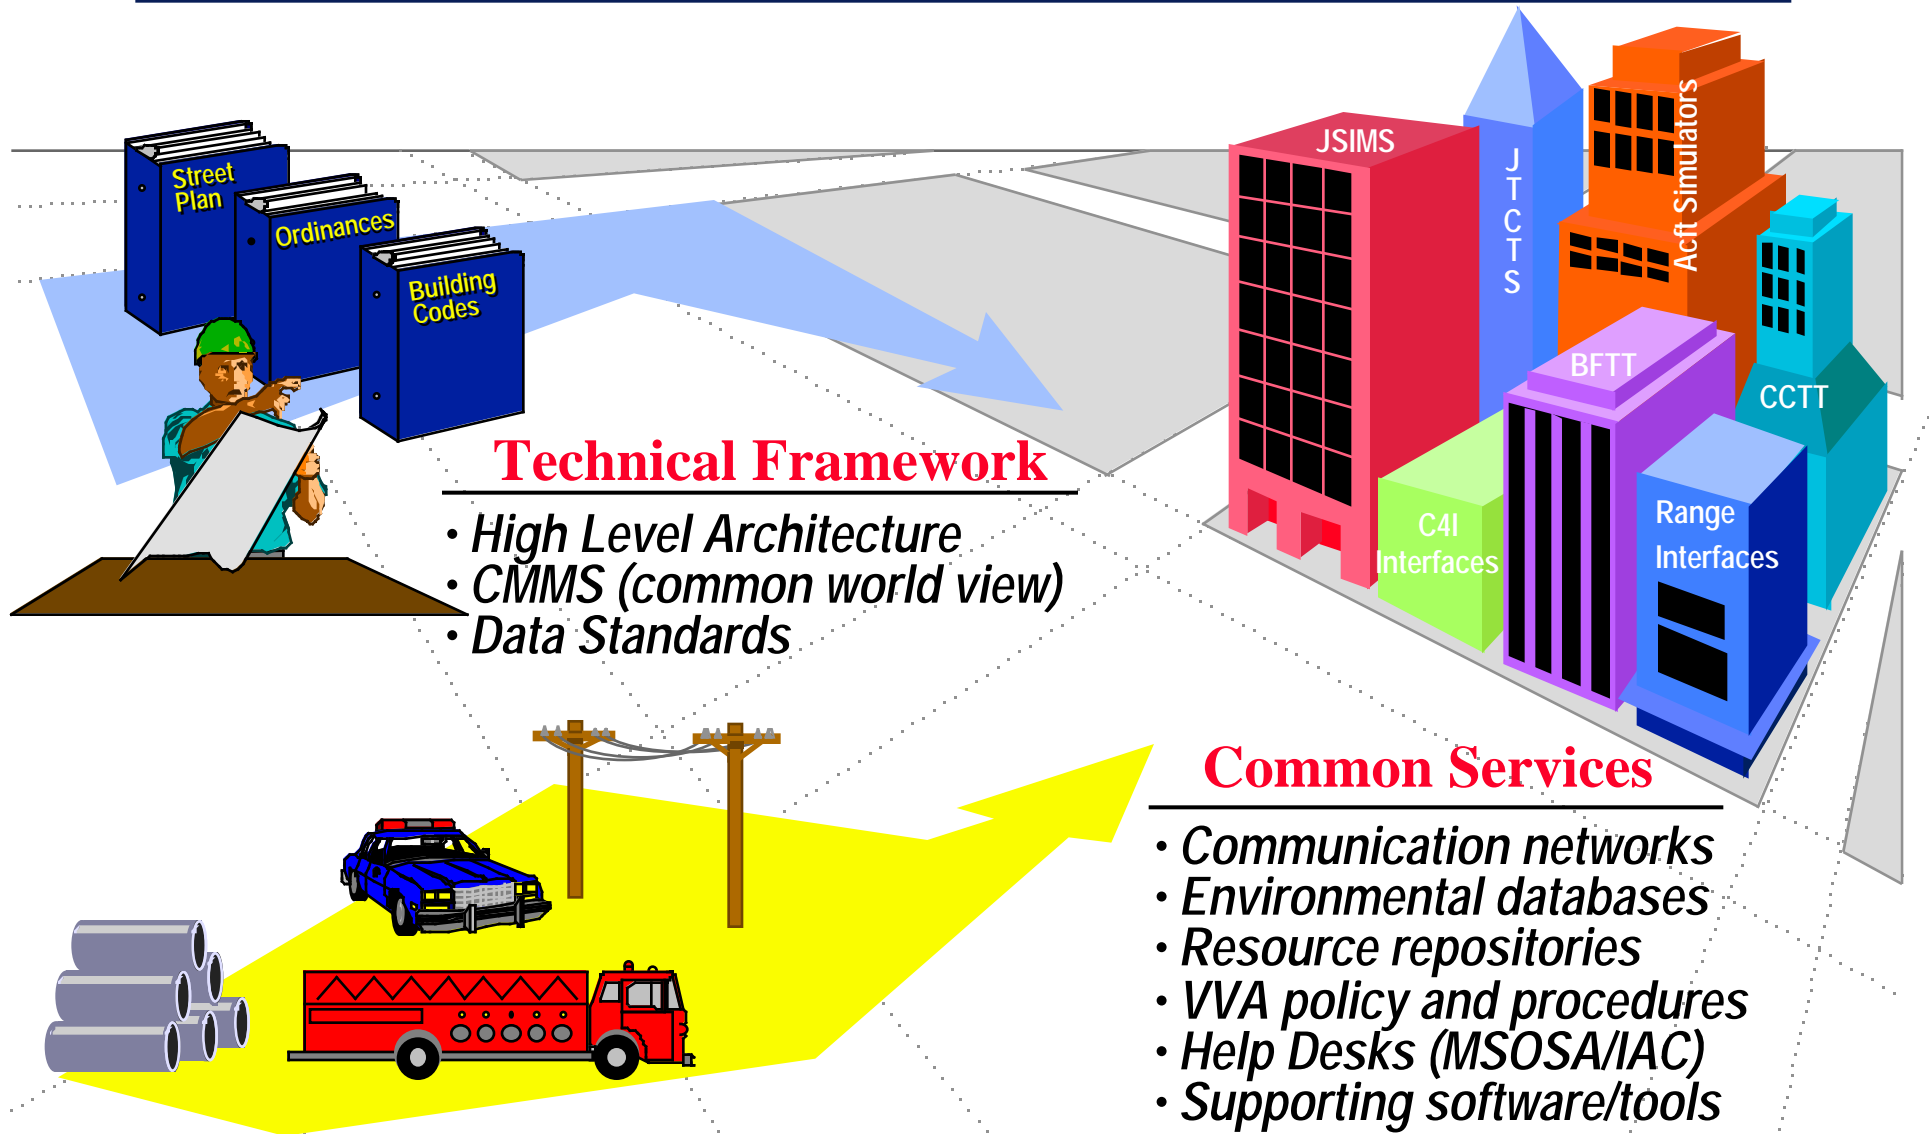 Street
Plan
Ordinances
Building
Codes
JSIMS
JTCTS
Acft Simulators
BFTT
CCTT
C4I
Interfaces
Range
Interfaces
Technical Framework
• High Level Architecture
• CMMS (common world view)
• Data Standards
Common Services
• Communication networks
• Environmental databases
• Resource repositories
• VVA policy and procedures
• Help Desks (MSOSA/IAC)
• Supporting software/tools